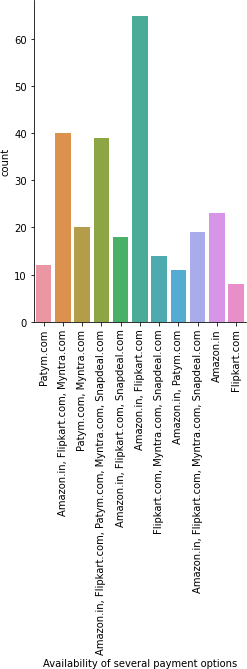 60
50
40
30
20
10
0
count
Patym.com
Amazon.in, Flipkart.com, Myntra.com
Patym.com, Myntra.com
Amazon.in, Flipkart.com, Patym.com, Myntra.com, Snapdeal.com
Amazon.in, Flipkart.com, Snapdeal.com
Amazon.in, Flipkart.com
Flipkart.com, Myntra.com, Snapdeal.com
Amazon.in, Patym.com
Amazon.in, Flipkart.com, Myntra.com, Snapdeal.com
Amazon.in
Flipkart.com
Availability of several payment options